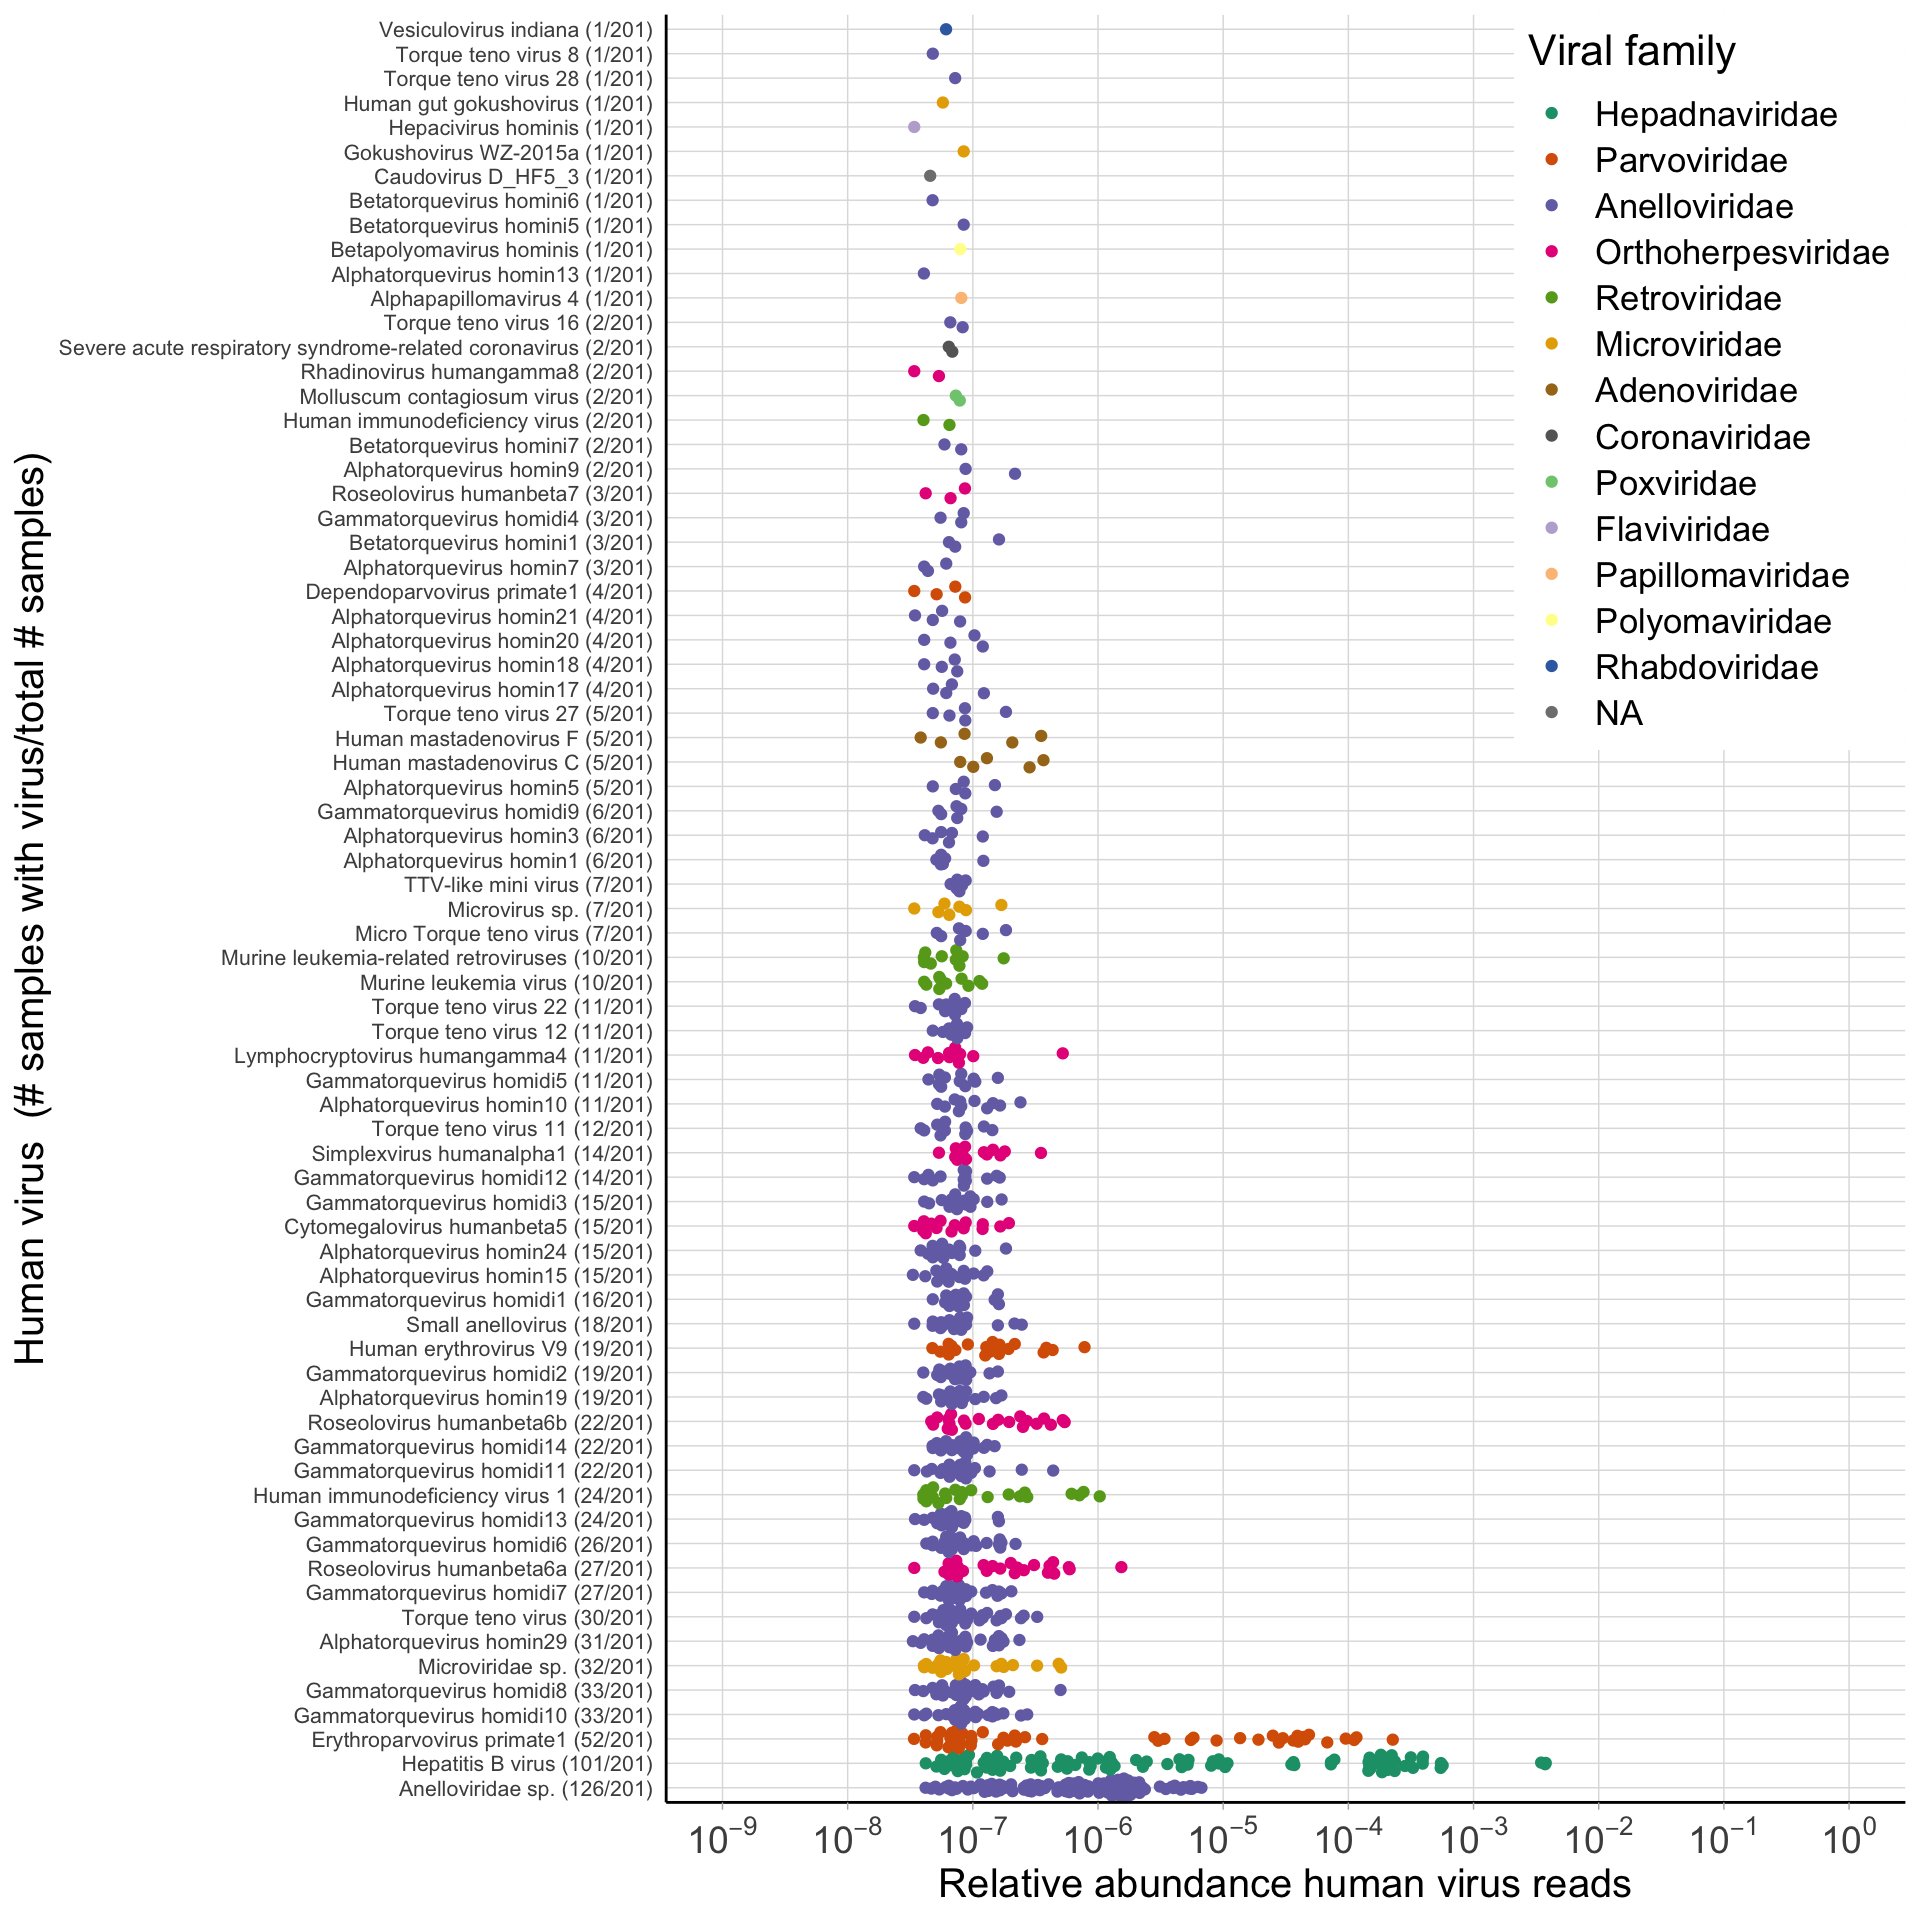 Vesiculovirus indiana (1/201)
Torque teno virus 8 (1/201)
Torque teno virus 28 (1/201)
Human gut gokushovirus (1/201)
Hepacivirus hominis (1/201)
Gokushovirus WZ-2015a (1/201)
Caudovirus D_HF5_3 (1/201)
Betatorquevirus homini6 (1/201)
Betatorquevirus homini5 (1/201)
Betapolyomavirus hominis (1/201)
Alphatorquevirus homin13 (1/201)
Alphapapillomavirus 4 (1/201)
Torque teno virus 16 (2/201)
Severe acute respiratory syndrome-related coronavirus (2/201)
Rhadinovirus humangamma8 (2/201)
Molluscum contagiosum virus (2/201)
Human immunodeficiency virus (2/201)
Betatorquevirus homini7 (2/201)
Alphatorquevirus homin9 (2/201)
Roseolovirus humanbeta7 (3/201)
Gammatorquevirus homidi4 (3/201)
Betatorquevirus homini1 (3/201)
Alphatorquevirus homin7 (3/201)
Dependoparvovirus primate1 (4/201)
Alphatorquevirus homin21 (4/201)
Alphatorquevirus homin20 (4/201)
Alphatorquevirus homin18 (4/201)
Alphatorquevirus homin17 (4/201)
Torque teno virus 27 (5/201)
Human mastadenovirus F (5/201)
Human mastadenovirus C (5/201)
Alphatorquevirus homin5 (5/201)
Gammatorquevirus homidi9 (6/201)
Alphatorquevirus homin3 (6/201)
Alphatorquevirus homin1 (6/201)
TTV-like mini virus (7/201)
Microvirus sp. (7/201)
Micro Torque teno virus (7/201)
Murine leukemia-related retroviruses (10/201)
Murine leukemia virus (10/201)
Torque teno virus 22 (11/201)
Torque teno virus 12 (11/201)
Lymphocryptovirus humangamma4 (11/201)
Gammatorquevirus homidi5 (11/201)
Alphatorquevirus homin10 (11/201)
Torque teno virus 11 (12/201)
Simplexvirus humanalpha1 (14/201)
Gammatorquevirus homidi12 (14/201)
Gammatorquevirus homidi3 (15/201)
Cytomegalovirus humanbeta5 (15/201)
Alphatorquevirus homin24 (15/201)
Alphatorquevirus homin15 (15/201)
Gammatorquevirus homidi1 (16/201)
Small anellovirus (18/201)
Human erythrovirus V9 (19/201)
Gammatorquevirus homidi2 (19/201)
Alphatorquevirus homin19 (19/201)
Roseolovirus humanbeta6b (22/201)
Gammatorquevirus homidi14 (22/201)
Gammatorquevirus homidi11 (22/201)
Human immunodeficiency virus 1 (24/201)
Gammatorquevirus homidi13 (24/201)
Gammatorquevirus homidi6 (26/201)
Roseolovirus humanbeta6a (27/201)
Gammatorquevirus homidi7 (27/201)
Torque teno virus (30/201)
Alphatorquevirus homin29 (31/201)
Microviridae sp. (32/201)
Gammatorquevirus homidi8 (33/201)
Gammatorquevirus homidi10 (33/201)
Erythroparvovirus primate1 (52/201)
Hepatitis B virus (101/201)
Anelloviridae sp. (126/201)
Human virus  (# samples with virus/total # samples)
10⁻⁹ 10⁻⁸ 10⁻⁷ 10⁻⁶ 10⁻⁵ 10⁻⁴ 10⁻³ 10⁻² 10⁻¹ 10⁰
Relative abundance human virus reads
Viral family
Hepadnaviridae
Parvoviridae
Anelloviridae
Orthoherpesviridae
Retroviridae
Microviridae
Adenoviridae
Coronaviridae
Poxviridae
Flaviviridae
Papillomaviridae
Polyomaviridae
Rhabdoviridae
NA